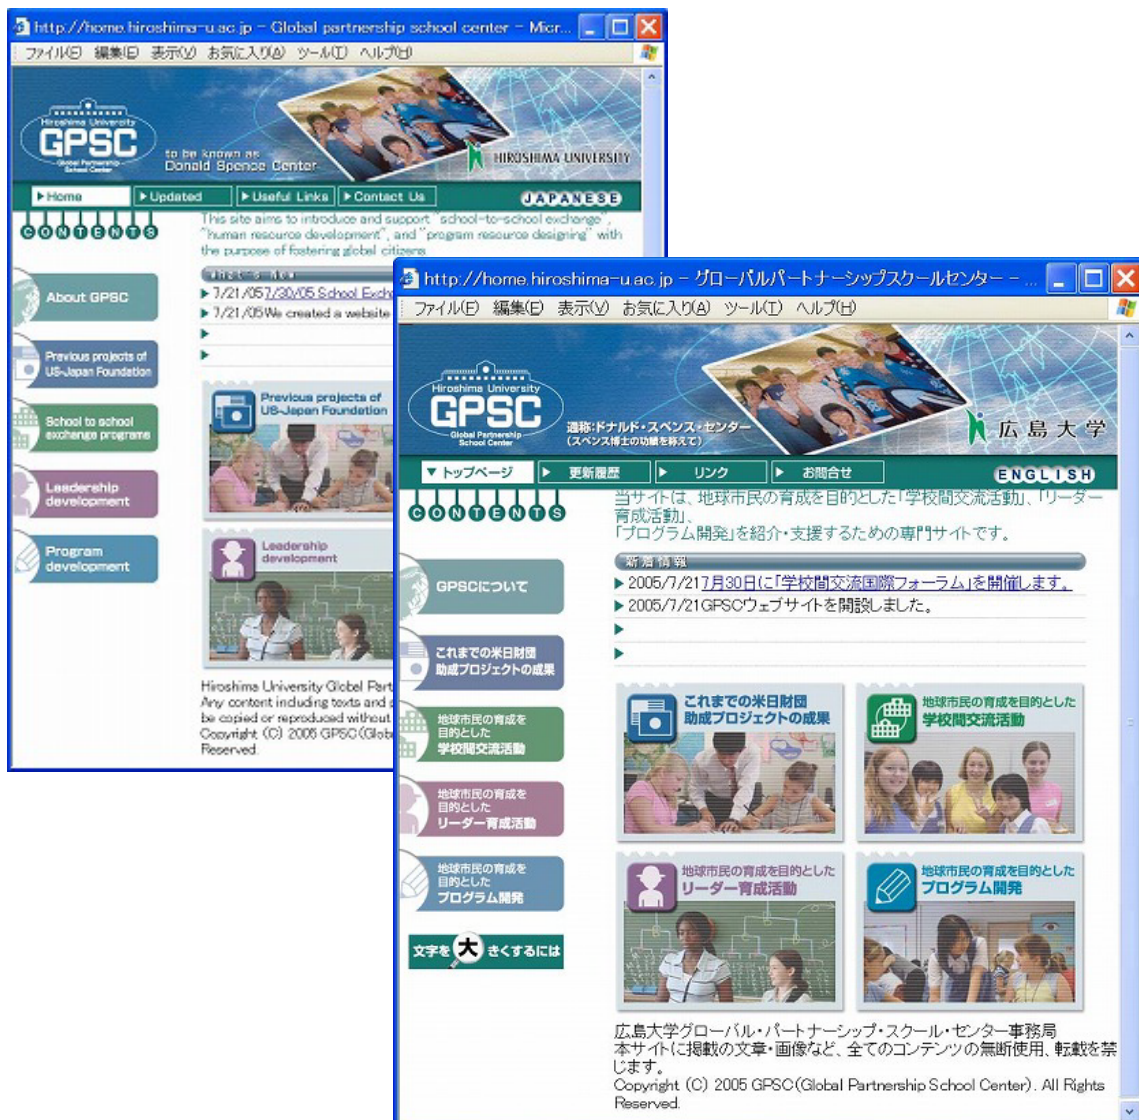 http://home.hiroshima-u.ac.jp - Global partnership school center - Micr...
ファイル(F) 編集(E) 表示(V) お気に入り(A) ツール(T) ヘルプ(H)
Hiroshima University
GPSC
Global Partnership
School Center
to be known as
Donald Spence Center
HIROSHIMA UNIVERSITY
Home
Updated
Useful Links
Contact Us
JAPANESE
CONTENTS
This site aims to introduce and support "school-to-school exchange",
"human resource development", and "program resource designing" with
the purpose of fostering global citizens
What's New
7/21/05 7/30/05 School Exch
7/21/05 We created a website
About GPSC
Previous projects of
US-Japan Foundation
School to school
exchange programs
Leadership
development
Program
development
Previous projects of
US-Japan Foundation
Leadership
development
Hiroshima University Global Part
Any content including texts and p
be copied or reproduced without
Copyright (C) 2005 GPSC(Globa
Reserved.
http://home.hiroshima-u.ac.jp - グローバルパートナーシップスクールセンター - ...
ファイル(F) 編集(E) 表示(V) お気に入り(A) ツール(T) ヘルプ(H)
Hiroshima University
GPSC
Global Partnership
School Center
通称:ドナルド・スペンス・センター
(スペンス博士の功績を称えて)
広島大学
トップページ
更新履歴
リンク
お問合せ
ENGLISH
CONTENTS
当サイトは、地球市民の育成を目的とした「学校間交流活動」、「リーダー
育成活動」、
「プログラム開発」を紹介・支援するための専門サイトです。
新着情報
2005/7/21 7月30日に「学校間交流国際フォーラム」を開催します。
2005/7/21 GPSCウェブサイトを開設しました。
GPSCについて
これまでの米日財団
助成プロジェクトの成果
地球市民の育成を
目的とした
学校間交流活動
地球市民の育成を
目的とした
リーダー育成活動
地球市民の育成を
目的とした
プログラム開発
文字を大きくするには
これまでの米日財団
助成プロジェクトの成果
地球市民の育成を目的とした
学校間交流活動
地球市民の育成を目的とした
リーダー育成活動
地球市民の育成を目的とした
プログラム開発
広島大学グローバル・パートナーシップ・スクール・センター事務局
本サイトに掲載の文章・画像など、全てのコンテンツの無断使用、転載を禁
じます。
Copyright (C) 2005 GPSC(Global Partnership School Center). All Rights
Reserved.